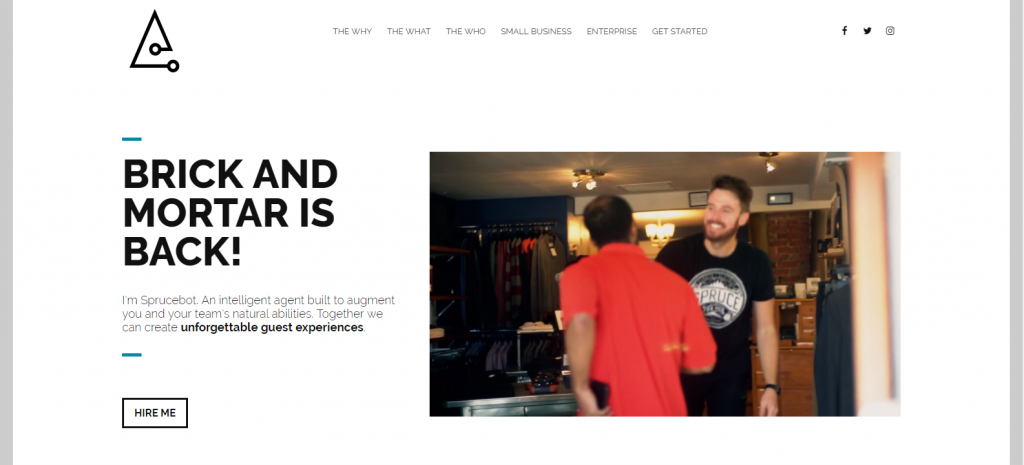 THE WHY THE WHAT THE WHO SMALL BUSINESS ENTERPRISE GET STARTED
BRICK AND
MORTAR IS
BACK!
I'm Sprucebot. An intelligent agent built to augment
you and your team's natural abilities. Together we
can create unforgettable guest experiences.
HIRE ME
SPRUCE